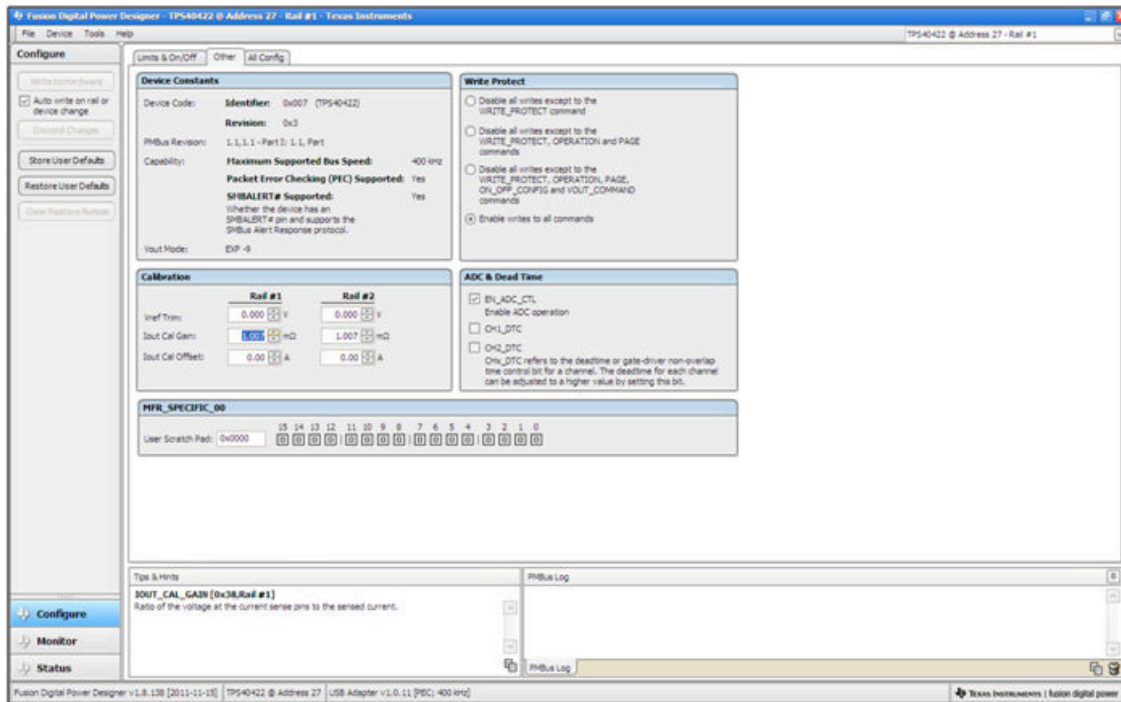 Fusion Digital Power Designer - TPS40422 @ Address 27 - Rail #1 - Texas Instruments
File Device Tools Help
TPS40422 @ Address 27 - Rail #1
Configure
Write to Hardware
Auto write on rail or
device change
Discard Changes
Store User Defaults
Restore User Defaults
Clear Restore Notice
Limits & On/Off Other All Config
Device Constants
Device Code: Identifier: 0x007 (TPS40422)
Revision: 0x3
PMBus Revision: 1.1,1.1 - Part I: 1.1, Part
Capability: Maximum Supported Bus Speed: 400 kHz
Packet Error Checking (PEC) Supported: Yes
SMBALERT# Supported: Yes
Whether the device has an
SMBALERT# pin and supports the
SMBus Alert Response protocol.
Vout Mode: EXP -9
Write Protect
Disable all writes except to the
WRITE_PROTECT command
Disable all writes except to the
WRITE_PROTECT, OPERATION and PAGE
commands
Disable all writes except to the
WRITE_PROTECT, OPERATION, PAGE,
ON_OFF_CONFIG and VOUT_COMMAND
commands
Enable writes to all commands
Calibration
Rail #1 Rail #2
Vref Trim: 0.000 V 0.000 V
Iout Cal Gain: 1.007 mΩ 1.007 mΩ
Iout Cal Offset: 0.00 A 0.00 A
ADC & Dead Time
EN_ADC_CTL
Enable ADC operation
CH1_DTC
CH2_DTC
CHx_DTC refers to the deadtime or gate-driver non-overlap
time control bit for a channel. The deadtime for each channel
can be adjusted to a higher value by setting this bit.
MFR_SPECIFIC_00
15 14 13 12 11 10 9 8 7 6 5 4 3 2 1 0
User Scratch Pad: 0x0000 0 0 0 0 | 0 0 0 0 | 0 0 0 0 | 0 0 0 0
Tips & Hints
IOUT_CAL_GAIN [0x38,Rail #1]
Ratio of the voltage at the current sense pins to the sensed current.
PMBus Log
PMBus Log
Configure
Monitor
Status
Fusion Digital Power Designer v1.8.138 [2011-11-15] TPS40422 @ Address 27 USB Adapter v1.0.11 [PEC; 400 kHz]
TEXAS INSTRUMENTS | fusion digital power